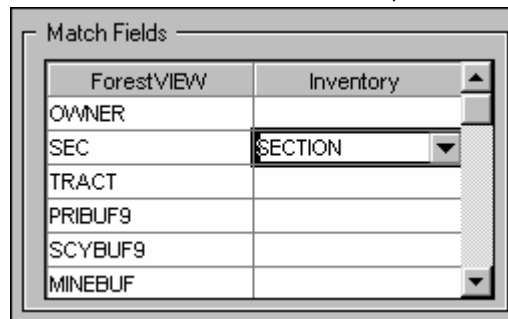 Match Fields
ForestVIEW Inventory
OWNER
SEC SECTION
TRACT
PRIBUF9
SCYBUF9
MINEBUF